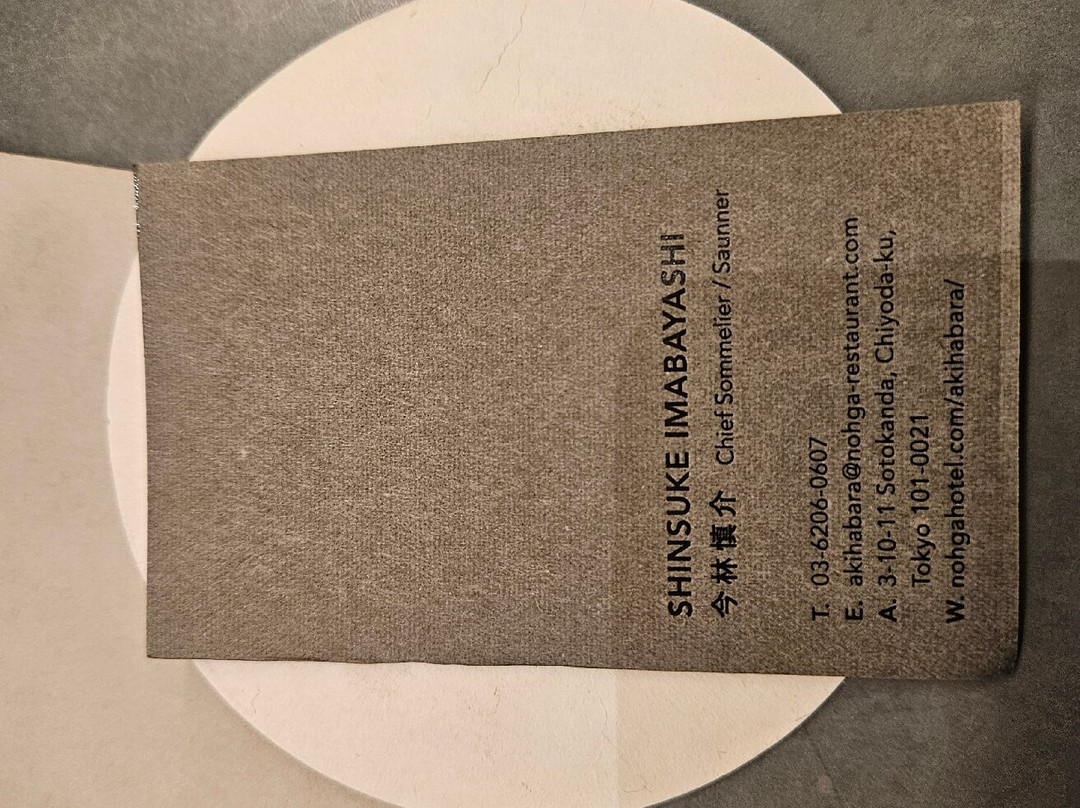 SHINSUKE IMABAYASHI
今林 慎介 Chief Sommelier / Saunner
T. 03-6206-0607
E. akihabara@nohga-restaurant.com
A. 3-10-11 Sotokanda, Chiyoda-ku,
Tokyo 101-0021
W. nohgahotel.com/akihabara/